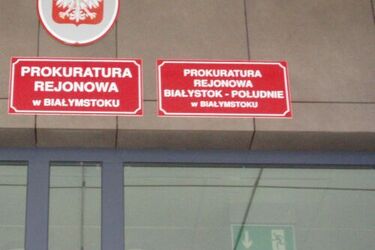 PROKURATURA
REJONOWA
w BIAŁYMSTOKU
PROKURATURA
REJONOWA
BIAŁYSTOK - POŁUDNIE
w BIAŁYMSTOKU